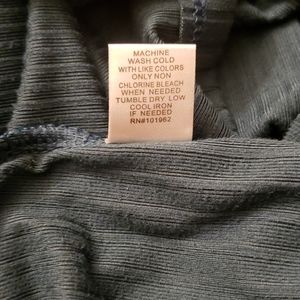 MACHINE
WASH COLD
WITH LIKE COLORS
ONLY NON
CHLORINE BLEACH
WHEN NEEDED
TUMBLE DRY LOW
COOL IRON
IF NEEDED
RN#101962